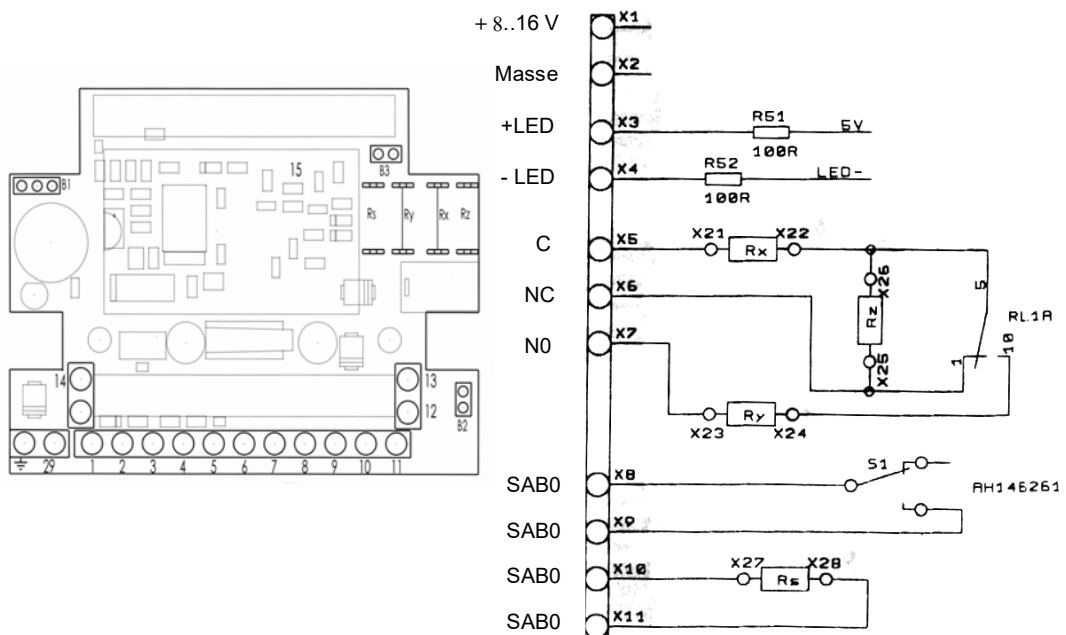 B1
B3
15
Rs Ry Rx Rz
14
13
12
B2
29 1 2 3 4 5 6 7 8 9 10 11
+ 8..16 V X1
Masse X2
+LED X3 R51 5V
100R
- LED X4 R52 LED-
100R
C X5 X21 Rx X22
NC X6 X26 5
Rz RL1A
N0 X7 X25 1 10
X23 Ry X24
SAB0 X8 S1
AH146261
SAB0 X9
SAB0 X10 X27 Rs X28
SAB0 X11